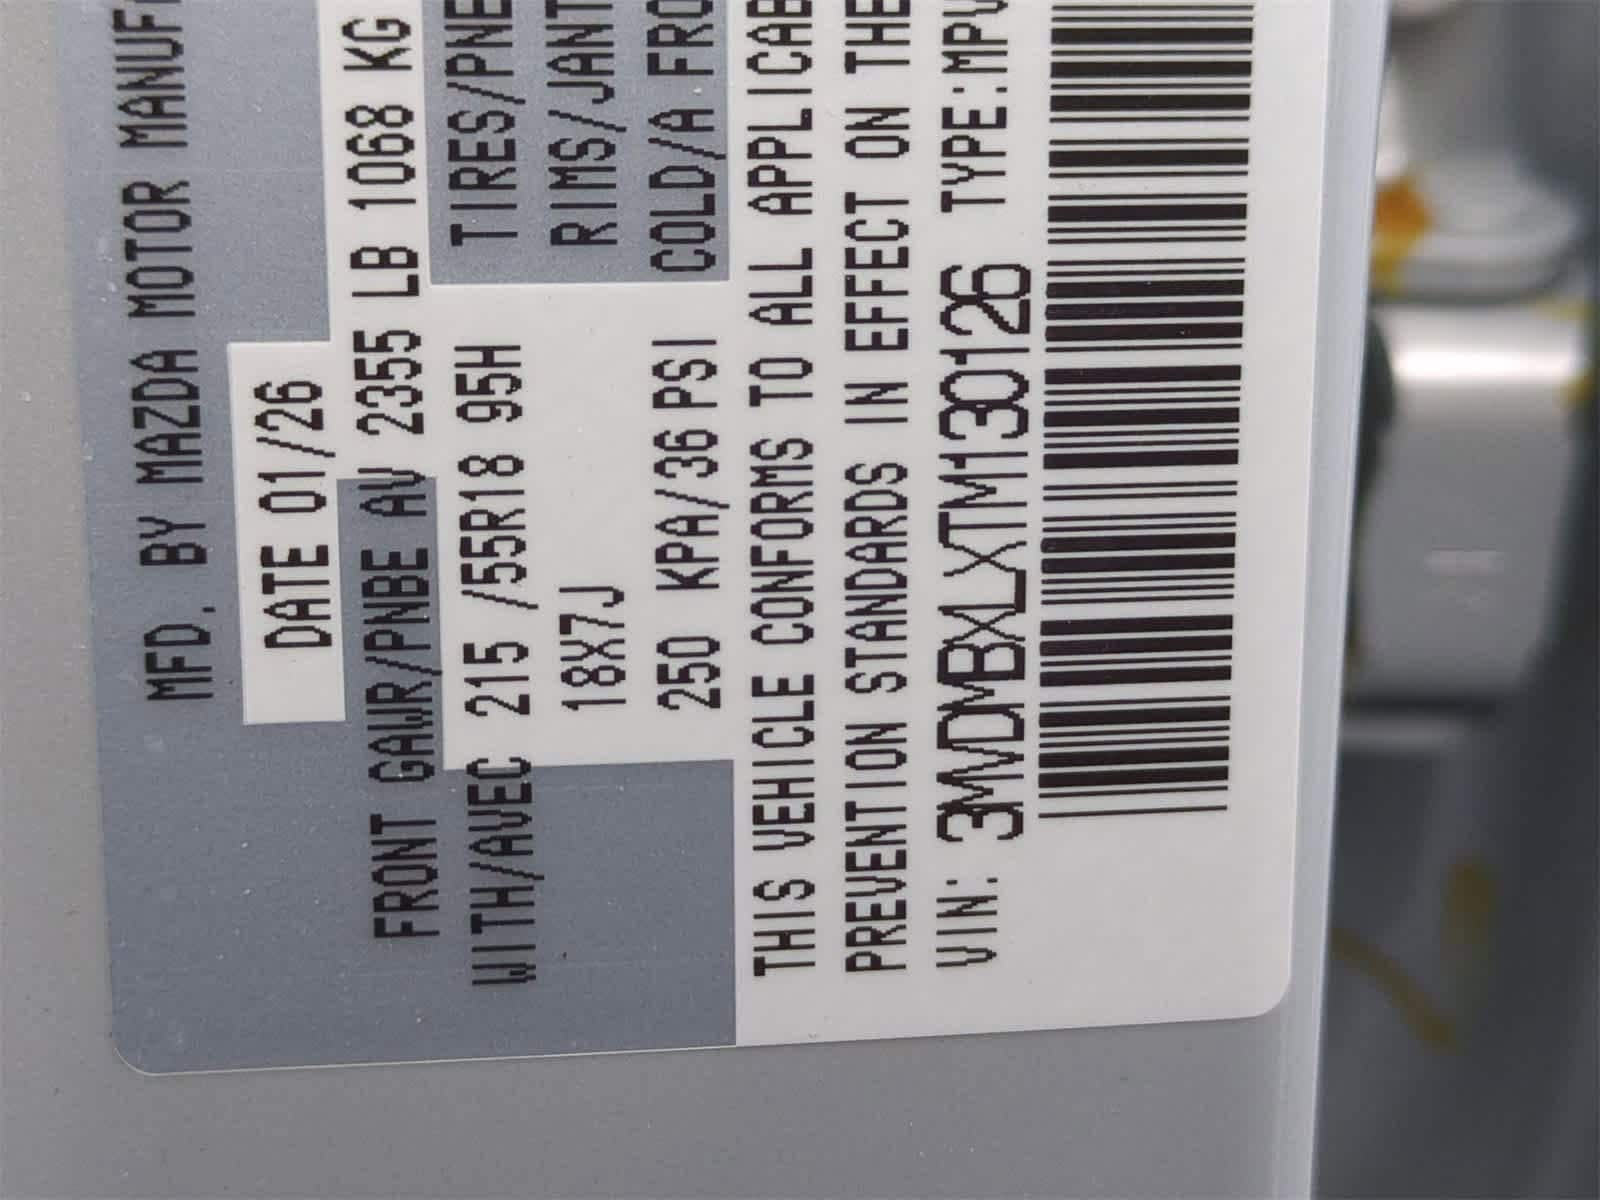 MFD. BY MAZDA MOTOR MANUF
DATE 01/26
FRONT GAWR/PNBE AV 2355 LB 1068 KG
WITH/AVEC 215 /55R18 95H TIRES/PNE
18X7J RIMS/JANT
250 KPA/36 PSI COLD/A FRO
THIS VEHICLE CONFORMS TO ALL APPLICAB
PREVENTION STANDARDS IN EFFECT ON THE
VIN: 3MVDMBXLXTM130126 TYPE:MPV